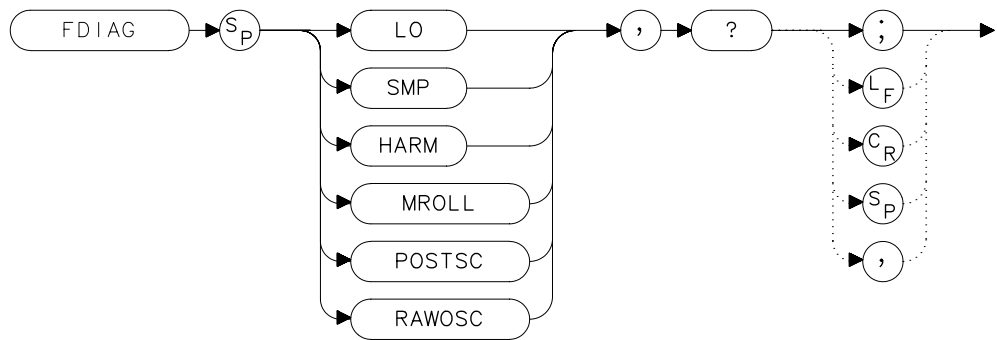 FDIAG SP LO , ? ;
SMP LF
HARM CR
MROLL SP
POSTSC ,
RAWOSC